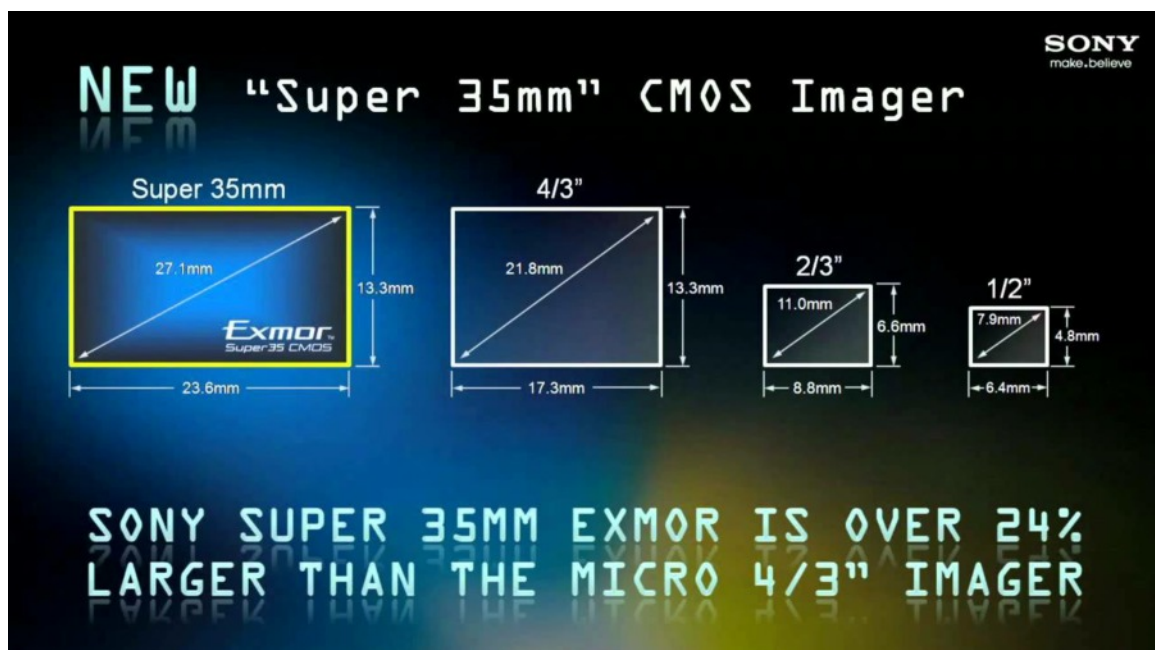 SONY
make.believe
NEW "Super 35mm" CMOS Imager
Super 35mm
27.1mm
13.3mm
Exmor™
Super35 CMOS
23.6mm
4/3"
21.8mm
13.3mm
17.3mm
2/3"
11.0mm
6.6mm
8.8mm
1/2"
7.9mm
4.8mm
6.4mm
SONY SUPER 35MM EXMOR IS OVER 24%
LARGER THAN THE MICRO 4/3" IMAGER